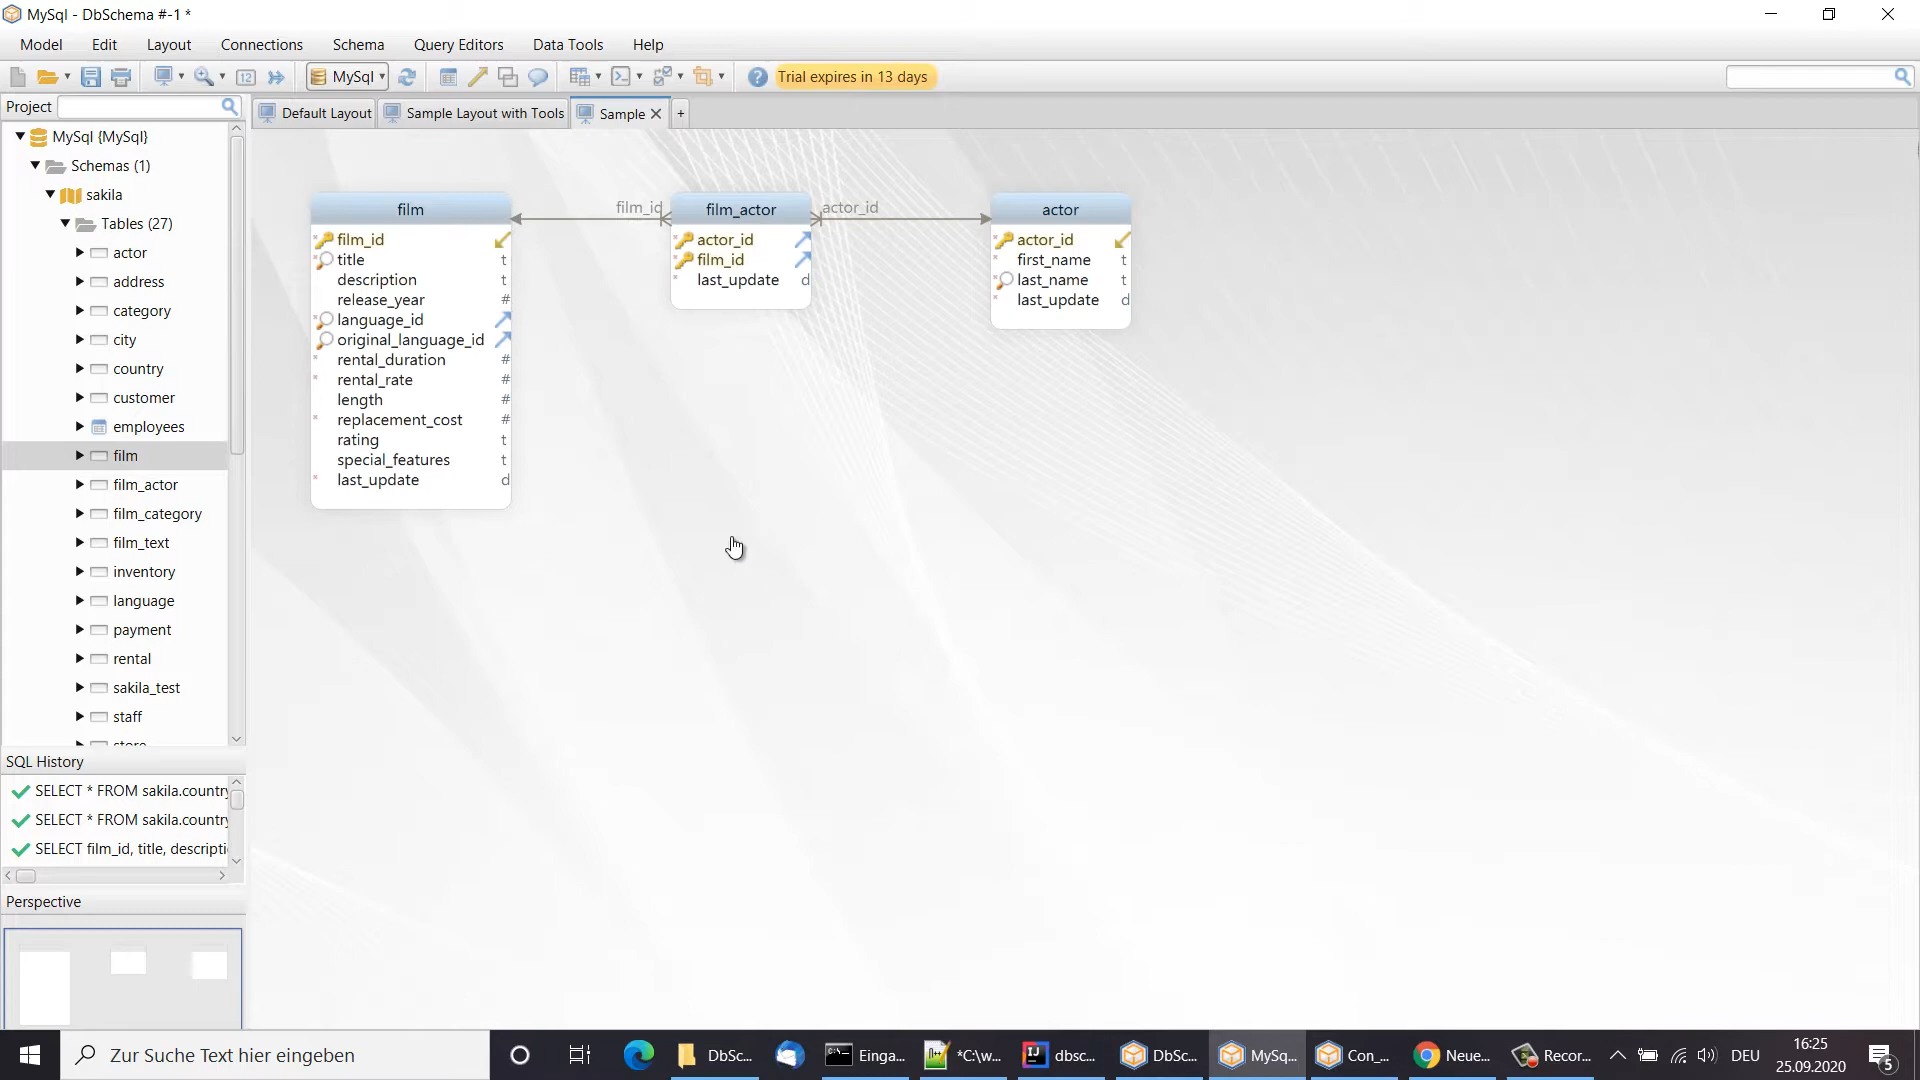 MySql - DbSchema #-1 *
Model Edit Layout Connections Schema Query Editors Data Tools Help
12 MySql Trial expires in 13 days
Project
Default Layout Sample Layout with Tools Sample +
MySql {MySql}
Schemas (1)
sakila
Tables (27)
actor
address
category
city
country
customer
employees
film
film_actor
film_category
film_text
inventory
language
payment
rental
sakila_test
staff
store
film
film_id
title t
description t
release_year #
language_id
original_language_id
rental_duration #
rental_rate #
length #
replacement_cost #
rating t
special_features t
last_update d
film_id
film_actor
actor_id
film_id
last_update d
actor_id
actor
actor_id
first_name t
last_name t
last_update d
SQL History
SELECT * FROM sakila.country
SELECT * FROM sakila.country
SELECT film_id, title, descripti
Perspective
Zur Suche Text hier eingeben
DbSc... Einga... *C:\w... dbsc... DbSc... MySq... Con_... Neue... Recor... DEU
16:25
25.09.2020
5